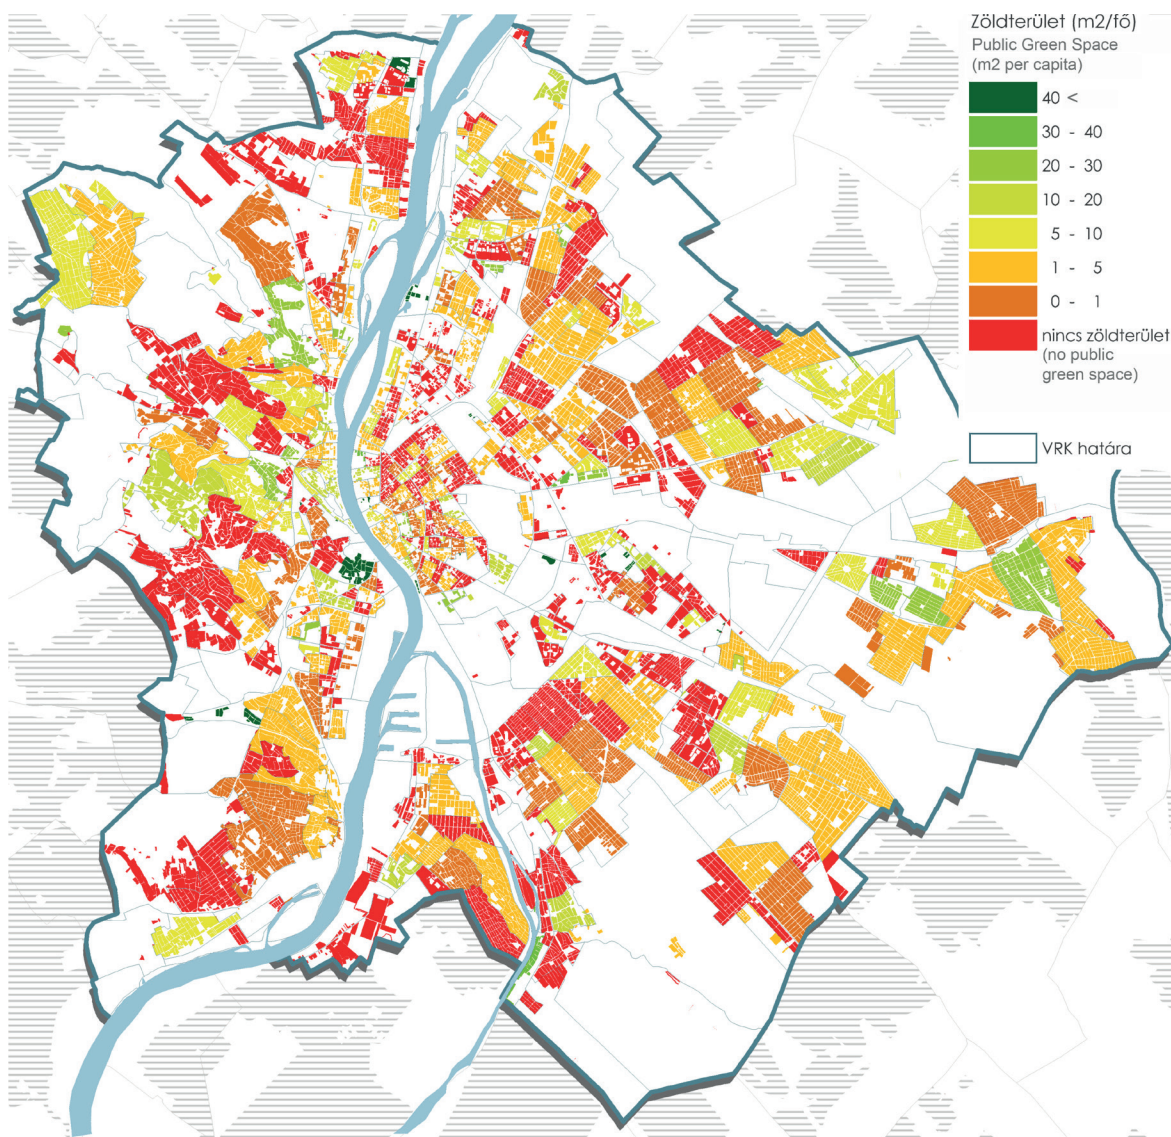 Zöldterület (m2/fő)
Public Green Space
(m2 per capita)
40 <
30 - 40
20 - 30
10 - 20
5 - 10
1 - 5
0 - 1
nincs zöldterület
(no public
green space)
VRK határa